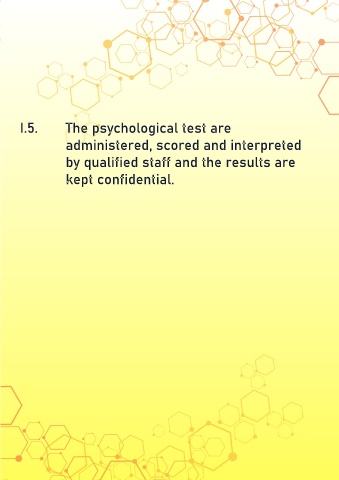 I.5. The psychological test are
administered, scored and interpreted
by qualified staff and the results are
kept confidential.